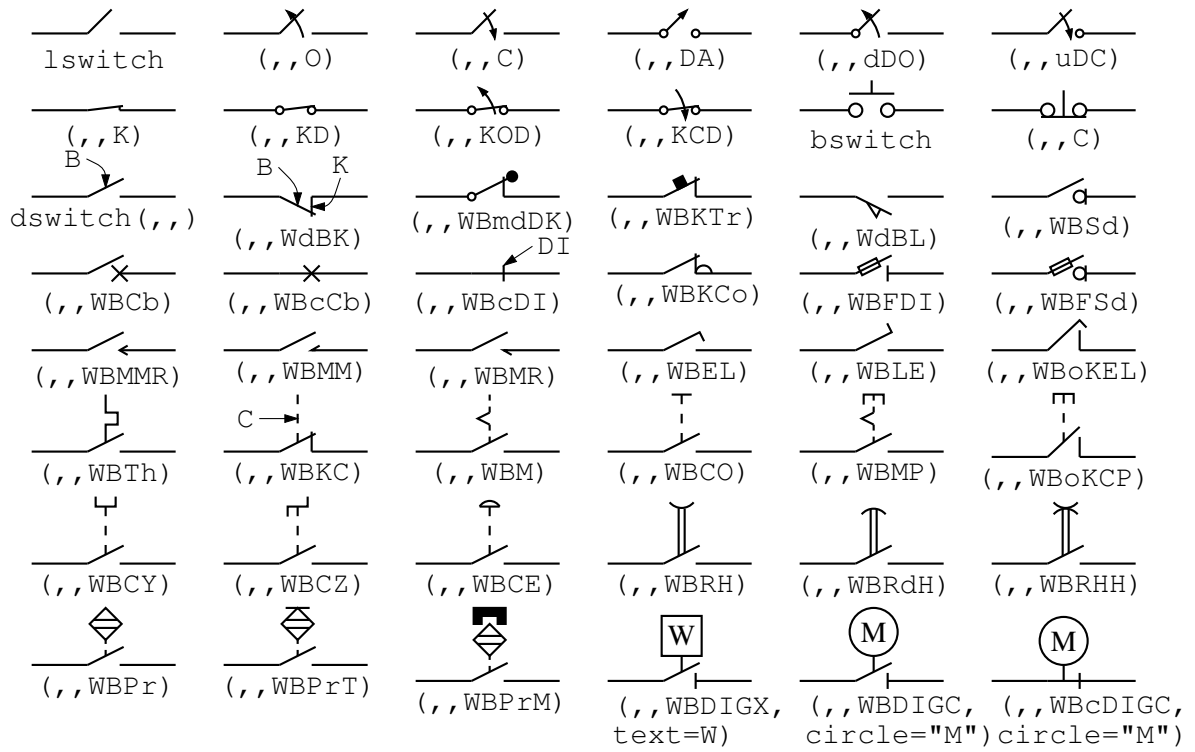 lswitch (,,O) (,,C) (,,DA) (,,dDO) (,,uDC)
(,,K) (,,KD) (,,KOD) (,,KCD) bswitch (,,C)
B B K
dswitch(,,) (,,WdBK) (,,WBmdDK) (,,WBKTr) (,,WdBL) (,,WBSd)
DI
(,,WBCb) (,,WBcCb) (,,WBcDI) (,,WBKCo) (,,WBFDI) (,,WBFSd)
(,,WBMMR) (,,WBMM) (,,WBMR) (,,WBEL) (,,WBLE) (,,WBoKEL)
C
(,,WBTh) (,,WBKC) (,,WBM) (,,WBCO) (,,WBMP) (,,WBoKCP)
(,,WBCY) (,,WBCZ) (,,WBCE) (,,WBRH) (,,WBRdH) (,,WBRHH)
W M M
(,,WBPr) (,,WBPrT) (,,WBPrM) (,,WBDIGX, (,,WBDIGC, (,,WBcDIGC,
text=W) circle="M") circle="M")